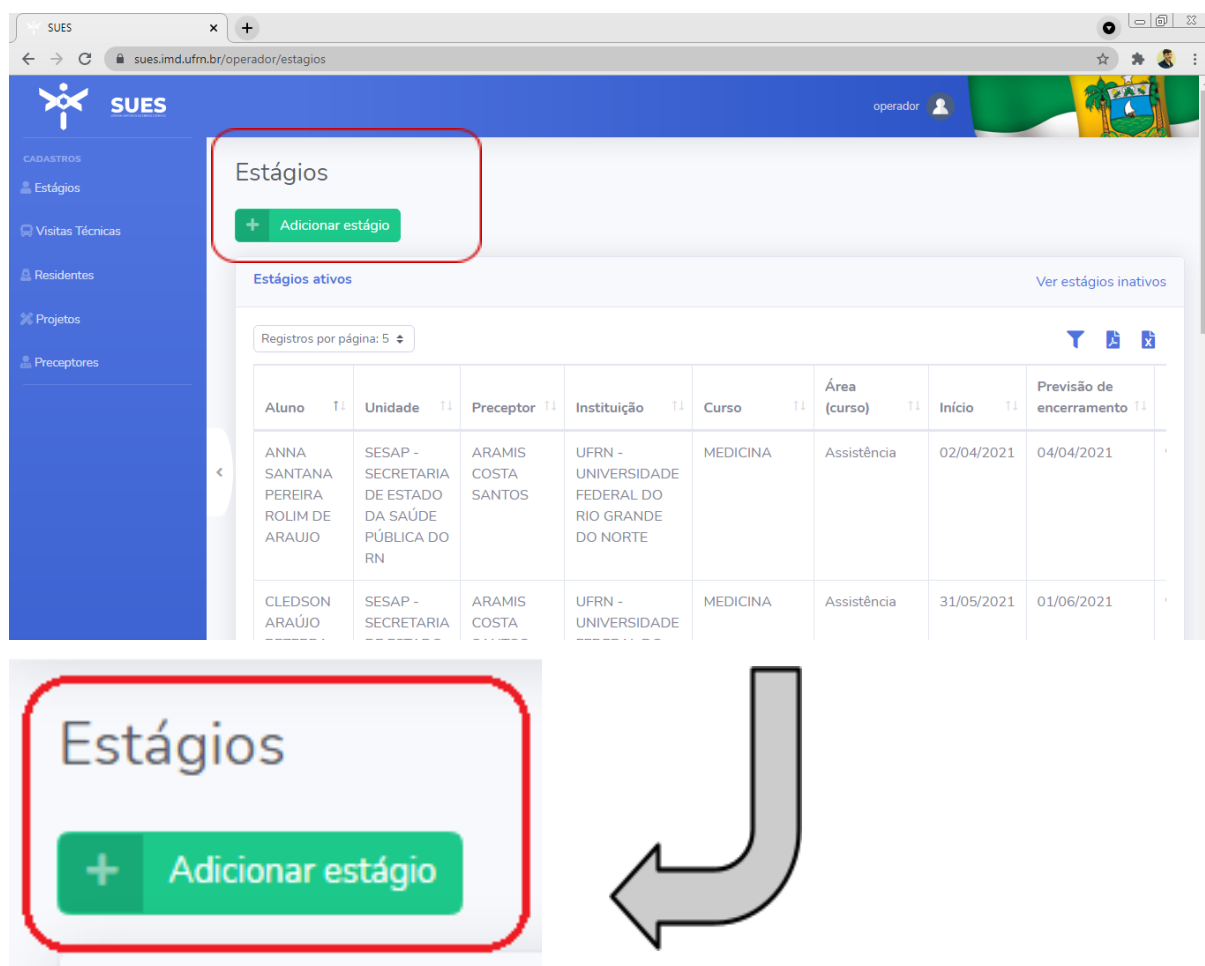 SUES
sues.imd.ufrn.br/operador/estagios
SUES
operador
CADASTROS
Estágios
Visitas Técnicas
Residentes
Projetos
Preceptores
Estágios
+ Adicionar estágio
Estágios ativos
Ver estágios inativos
Registros por página: 5
Aluno Unidade Preceptor Instituição Curso Área (curso) Início Previsão de encerramento
ANNA SESAP - ARAMIS UFRN - MEDICINA Assistência 02/04/2021 04/04/2021
SANTANA SECRETARIA COSTA UNIVERSIDADE
PEREIRA DE ESTADO SANTOS FEDERAL DO
ROLIM DE DA SAÚDE RIO GRANDE
ARAUJO PÚBLICA DO DO NORTE
RN
CLEDSON SESAP - ARAMIS UFRN - MEDICINA Assistência 31/05/2021 01/06/2021
ARAÚJO SECRETARIA COSTA UNIVERSIDADE
Estágios
+ Adicionar estágio